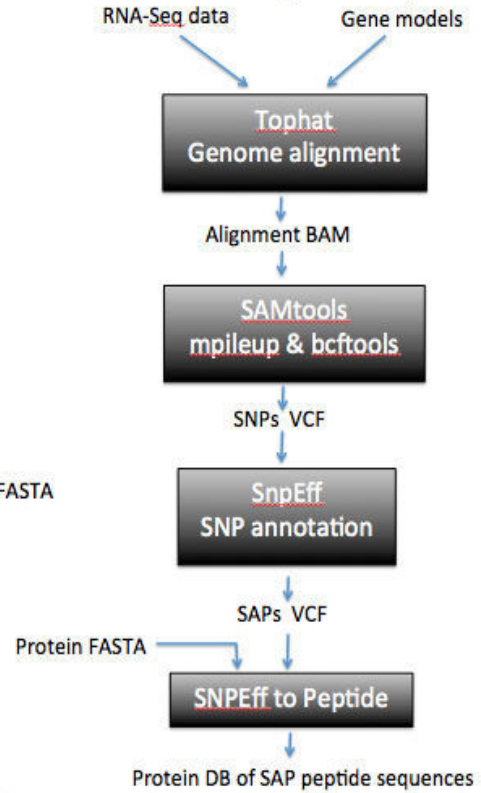 RNA-Seq data
Gene models
Tophat
Genome alignment
Alignment BAM
SAMtools
mpileup & bcftools
SNPs VCF
FASTA
SnpEff
SNP annotation
SAPs VCF
Protein FASTA
SNPEff to Peptide
Protein DB of SAP peptide sequences